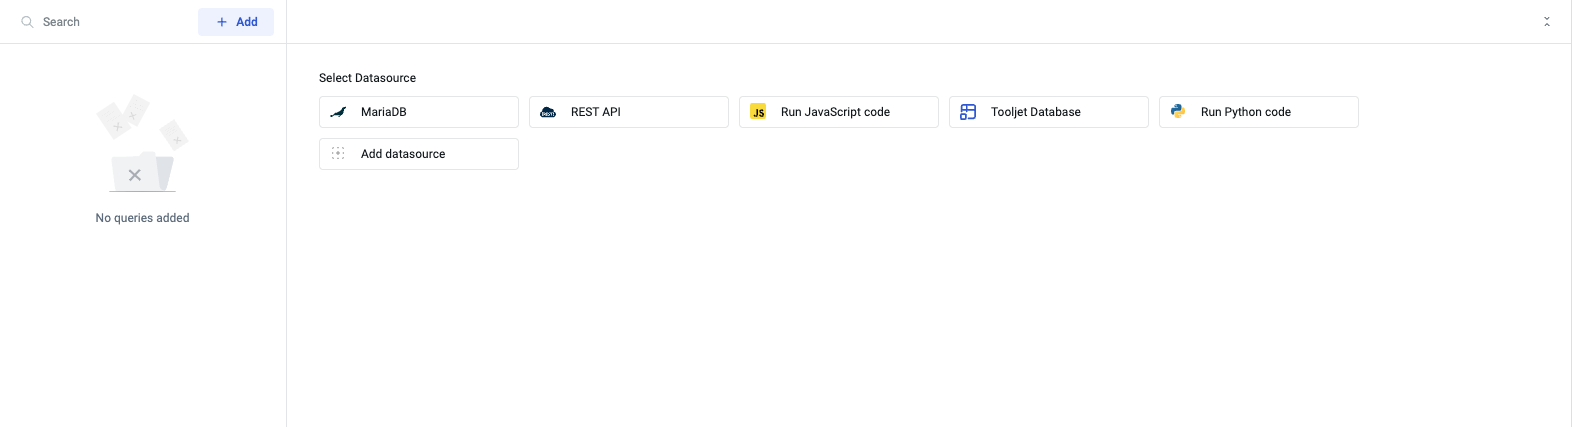 Search
+ Add
Select Datasource
MariaDB
REST API
JS Run JavaScript code
Tooljet Database
Run Python code
Add datasource
No queries added